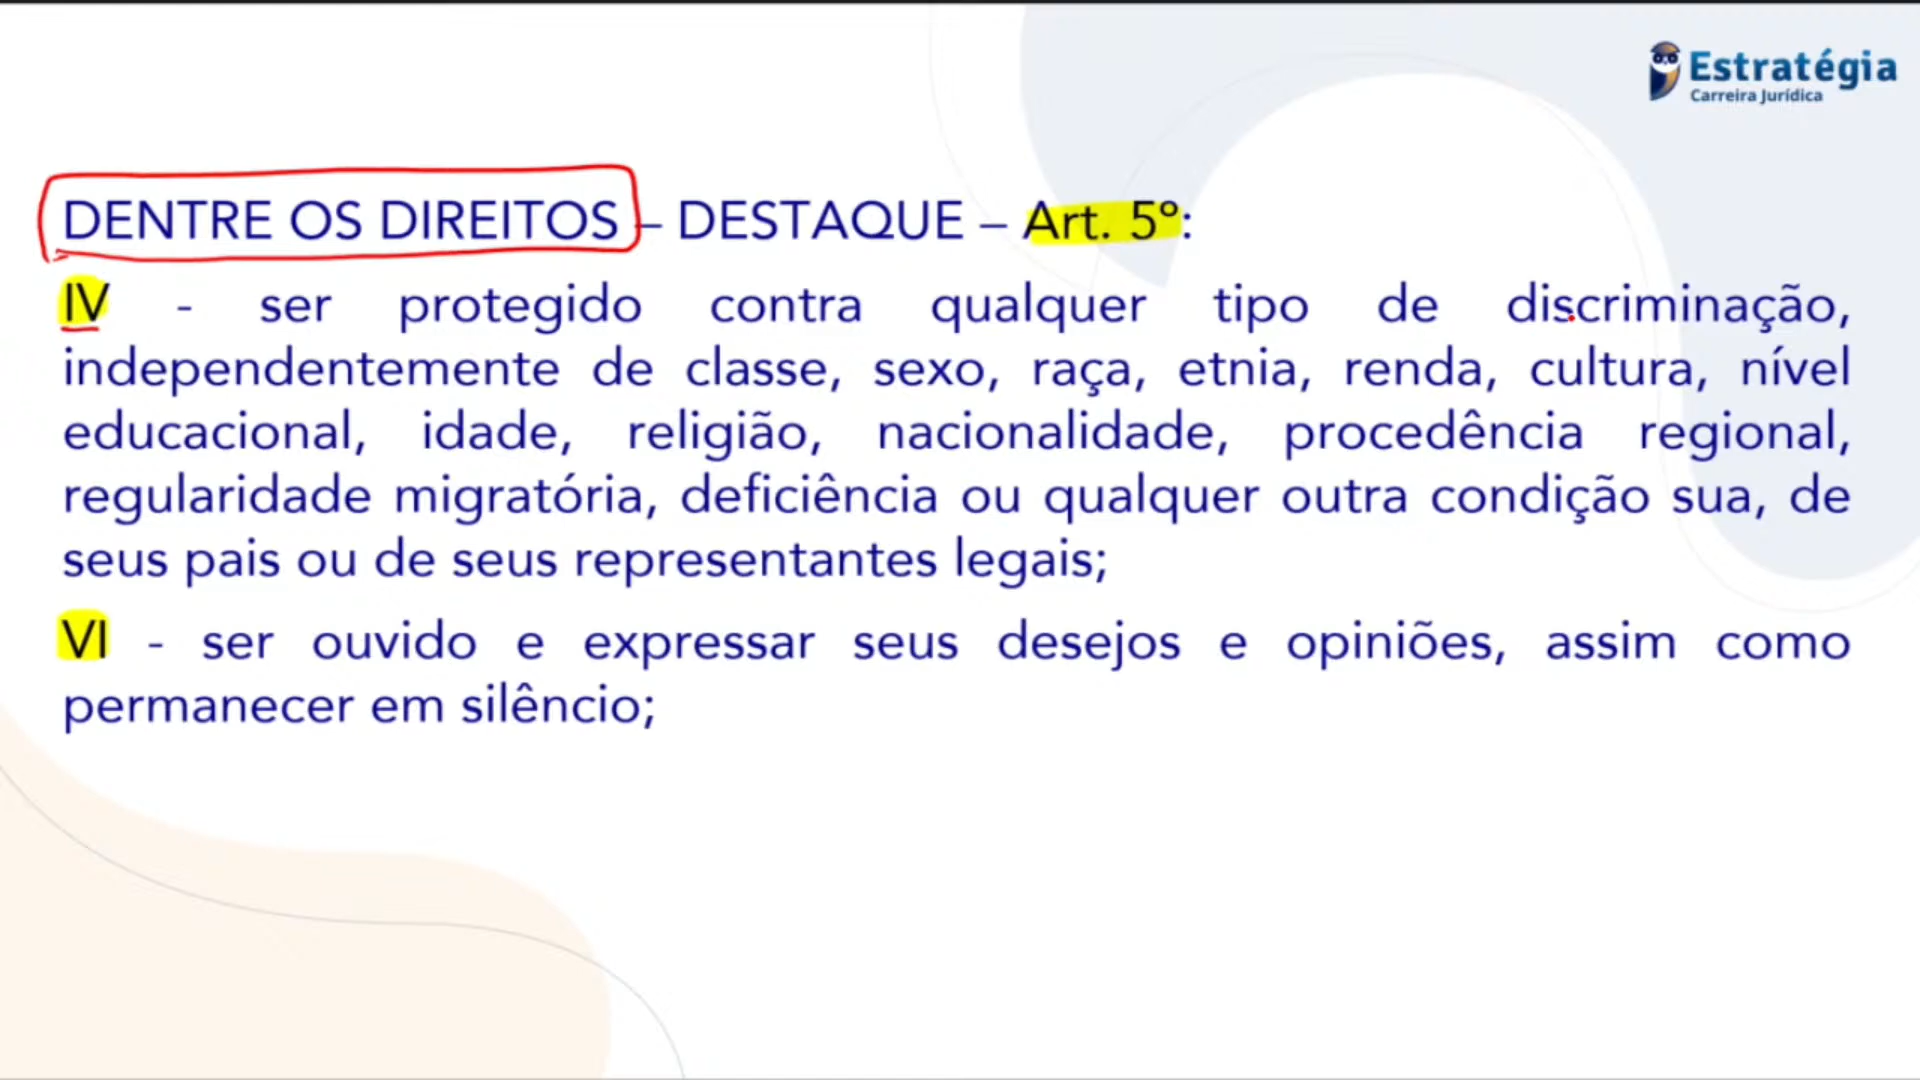 Estratégia
Carreira Jurídica
DENTRE OS DIREITOS – DESTAQUE – Art. 5º:
IV - ser protegido contra qualquer tipo de discriminação,
independentemente de classe, sexo, raça, etnia, renda, cultura, nível
educacional, idade, religião, nacionalidade, procedência regional,
regularidade migratória, deficiência ou qualquer outra condição sua, de
seus pais ou de seus representantes legais;
VI - ser ouvido e expressar seus desejos e opiniões, assim como
permanecer em silêncio;